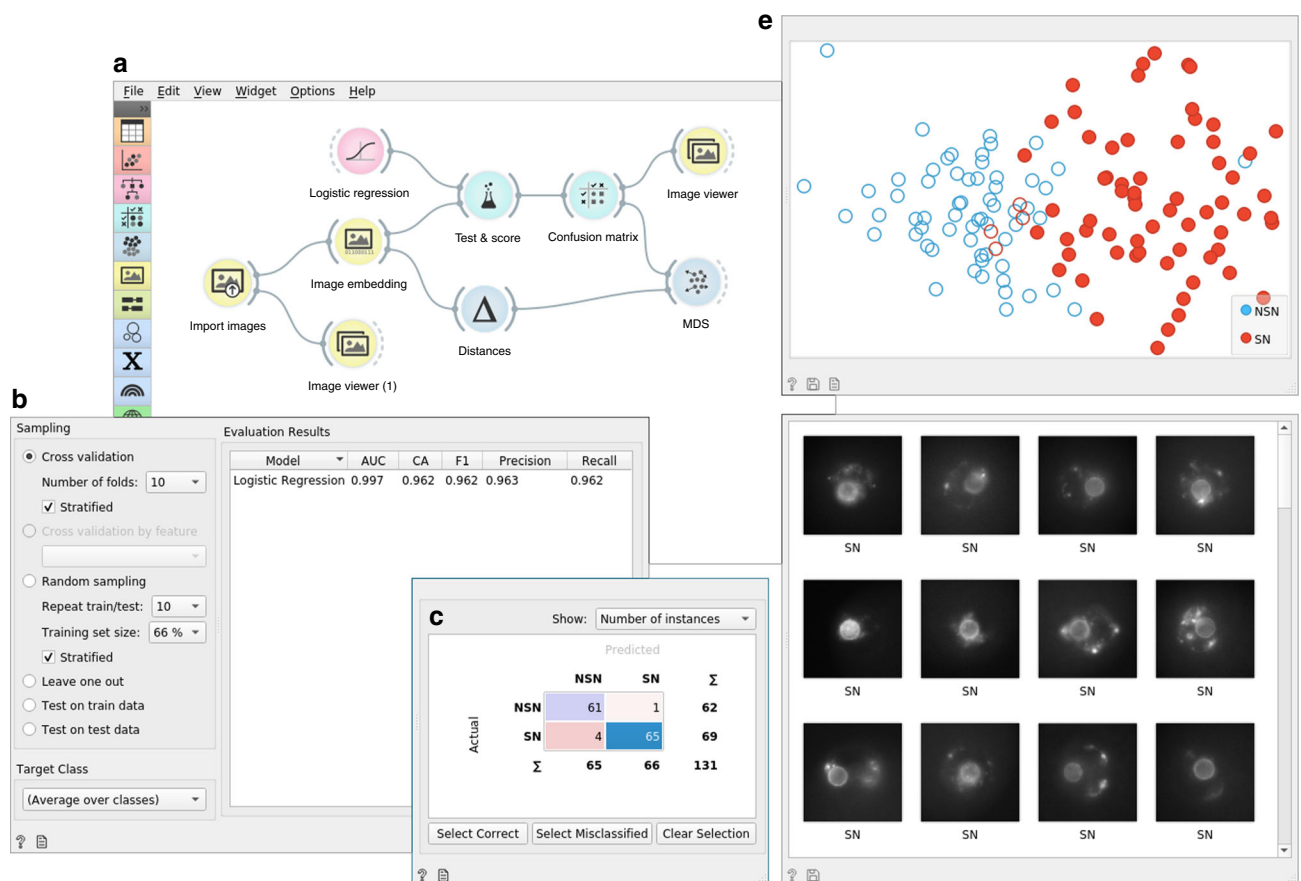 a
File Edit View Widget Options Help
»
X
Logistic regression
Image viewer
Test & score
Confusion matrix
Image embedding
Import images
MDS
Distances
Image viewer (1)
b
Sampling
Cross validation
Number of folds: 10
Stratified
Cross validation by feature
Random sampling
Repeat train/test: 10
Training set size: 66 %
Stratified
Leave one out
Test on train data
Test on test data
Target Class
(Average over classes)
?
Evaluation Results
Model AUC CA F1 Precision Recall
Logistic Regression 0.997 0.962 0.962 0.963 0.962
c
Show: Number of instances
Predicted
NSN SN Σ
Actual
NSN 61 1 62
SN 4 65 69
Σ 65 66 131
Select Correct Select Misclassified Clear Selection
?
e
NSN
SN
?
SN SN SN SN
SN SN SN SN
SN SN SN SN
?